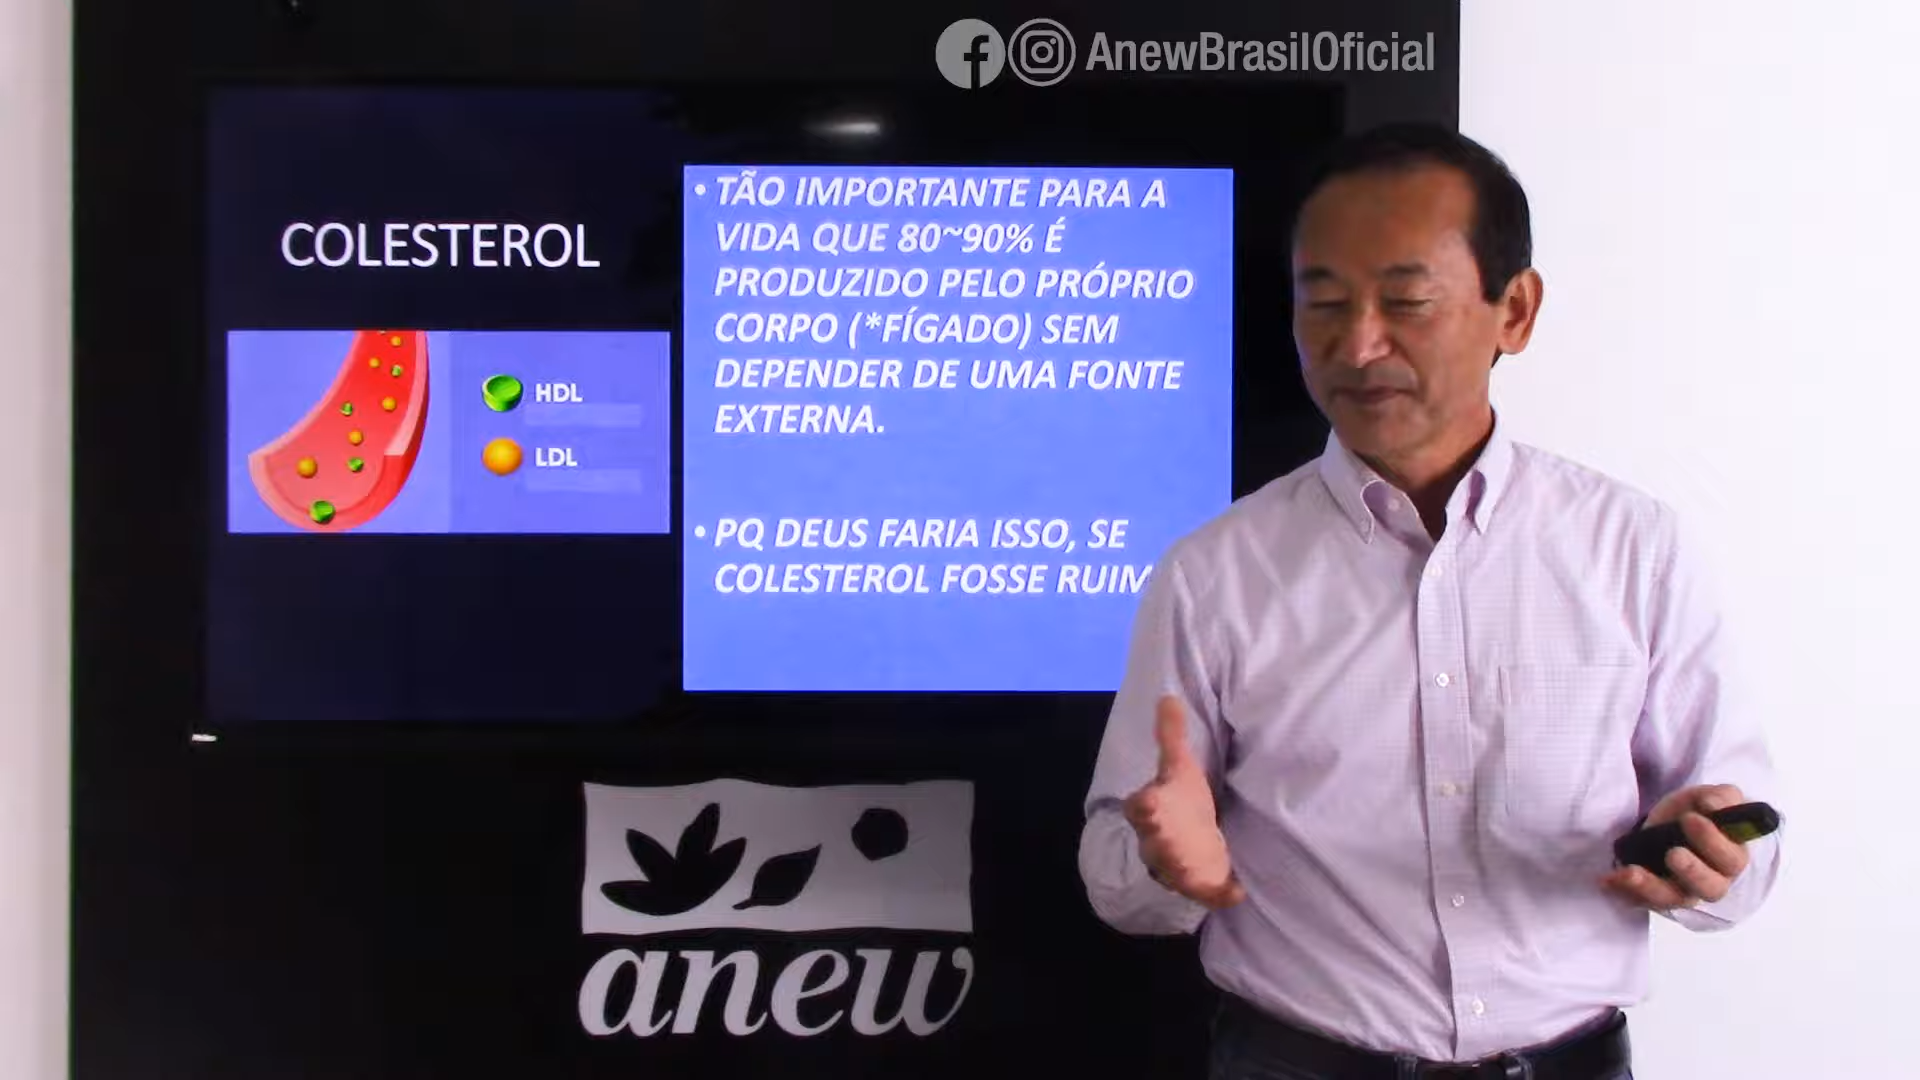 AnewBrasilOficial
COLESTEROL
HDL
LDL
• TÃO IMPORTANTE PARA A
VIDA QUE 80~90% É
PRODUZIDO PELO PRÓPRIO
CORPO (*FÍGADO) SEM
DEPENDER DE UMA FONTE
EXTERNA.
• PQ DEUS FARIA ISSO, SE
COLESTEROL FOSSE RUIM
anew